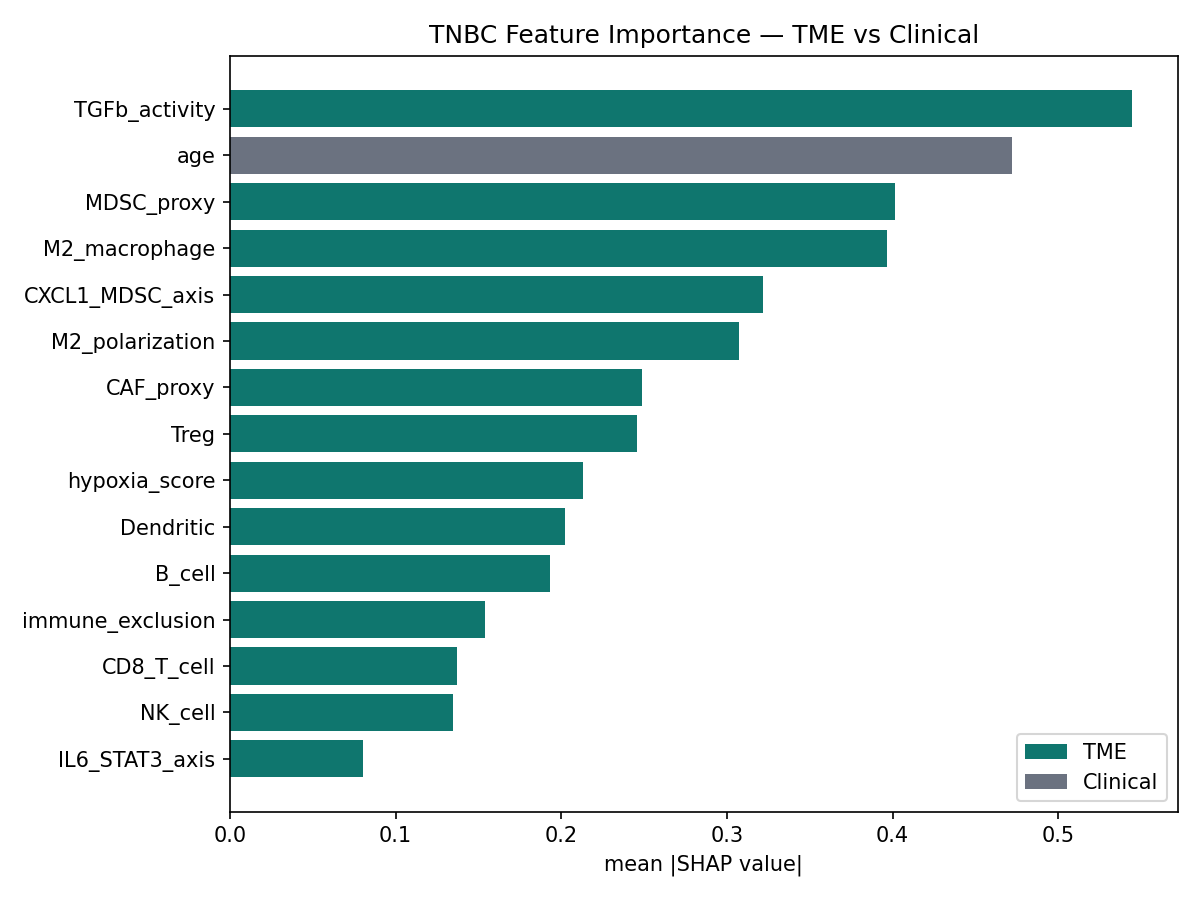 TNBC Feature Importance — TME vs Clinical
TGFb_activity
age
MDSC_proxy
M2_macrophage
CXCL1_MDSC_axis
M2_polarization
CAF_proxy
Treg
hypoxia_score
Dendritic
B_cell
immune_exclusion
CD8_T_cell
NK_cell
IL6_STAT3_axis
TME
Clinical
0.0 0.1 0.2 0.3 0.4 0.5
mean |SHAP value|